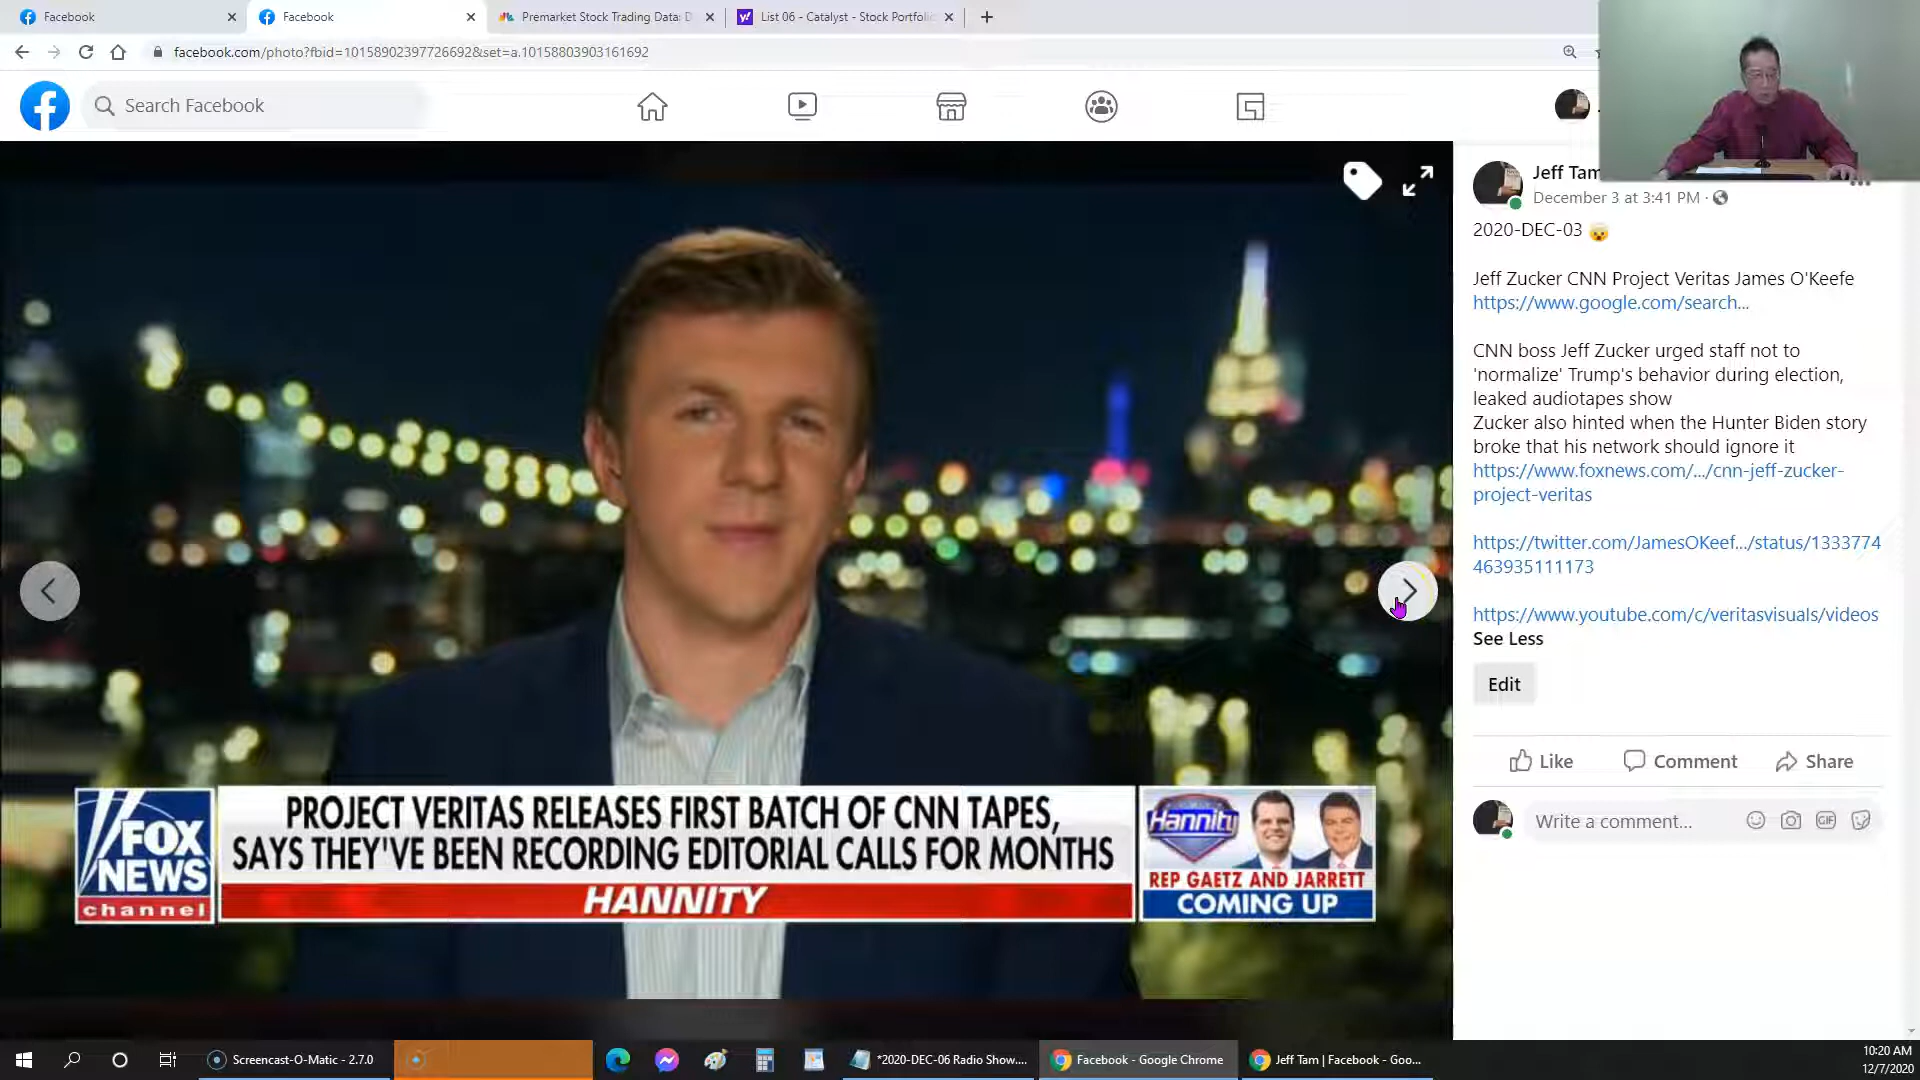 Facebook
Facebook
Premarket Stock Trading Data: D
List 06 - Catalyst - Stock Portfoli
facebook.com/photo?fbid=10158902397726692&set=a.10158803903161692
Search Facebook
Jeff Tam
December 3 at 3:41 PM ·
2020-DEC-03
Jeff Zucker CNN Project Veritas James O'Keefe
https://www.google.com/search...
CNN boss Jeff Zucker urged staff not to
'normalize' Trump's behavior during election,
leaked audiotapes show
Zucker also hinted when the Hunter Biden story
broke that his network should ignore it
https://www.foxnews.com/.../cnn-jeff-zucker-
project-veritas
https://twitter.com/JamesOKeef.../status/1333774
463935111173
https://www.youtube.com/c/veritasvisuals/videos
See Less
Edit
Like
Comment
Share
Write a comment...
GIF
FOX
NEWS
channel
PROJECT VERITAS RELEASES FIRST BATCH OF CNN TAPES,
SAYS THEY'VE BEEN RECORDING EDITORIAL CALLS FOR MONTHS
HANNITY
Hannity
REP GAETZ AND JARRETT
COMING UP
Screencast-O-Matic - 2.7.0
*2020-DEC-06 Radio Show....
Facebook - Google Chrome
Jeff Tam | Facebook - Goo...
10:20 AM
12/7/2020